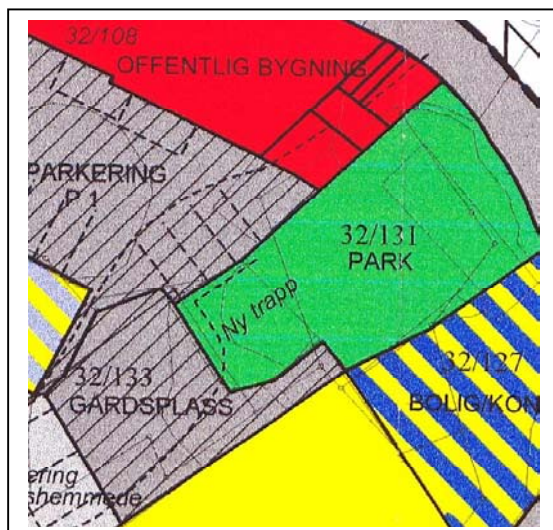 32/108
OFFENTLIG BYGNING
PARKERING
P 1
32/131
PARK
Ny trapp
32/133
GARDSPLASS
32/127
BOLIG/KON
ering
shemmede